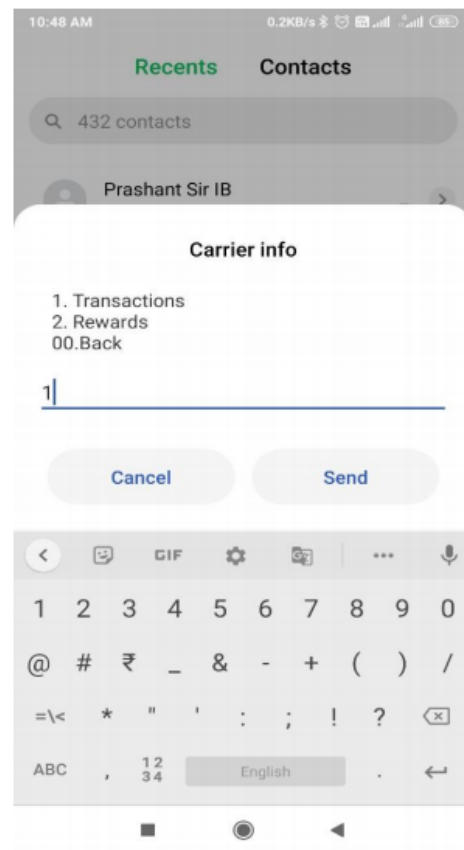 10:48 AM 0.2KB/s 85
Recents Contacts
432 contacts
Prashant Sir IB
Carrier info
1. Transactions
2. Rewards
00.Back
1
Cancel Send
GIF
1 2 3 4 5 6 7 8 9 0
@ # ₹ _ & - + ( ) /
=\< * " ' : ; ! ?
ABC , 12 English .
34